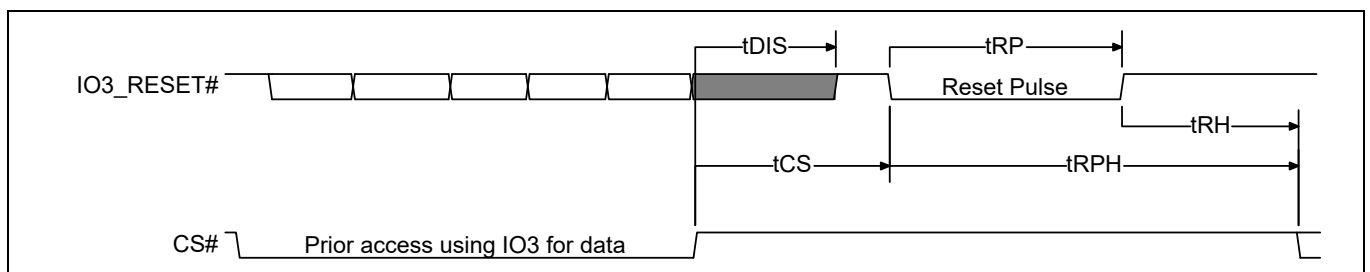 tDIS
tRP
IO3_RESET#
Reset Pulse
tRH
tCS
tRPH
CS#
Prior access using IO3 for data